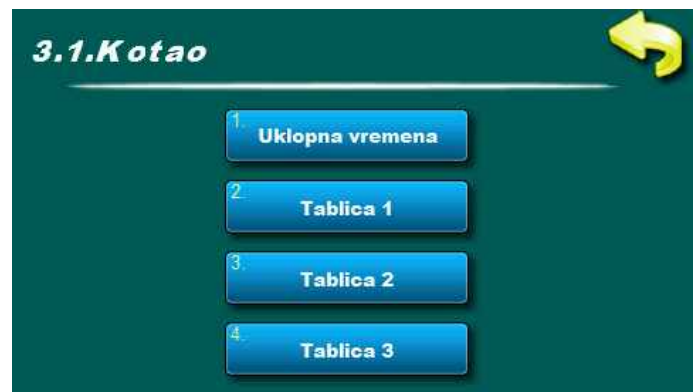 3.1.Kotao
1.
Uklopna vremena
2.
Tablica 1
3.
Tablica 2
4.
Tablica 3